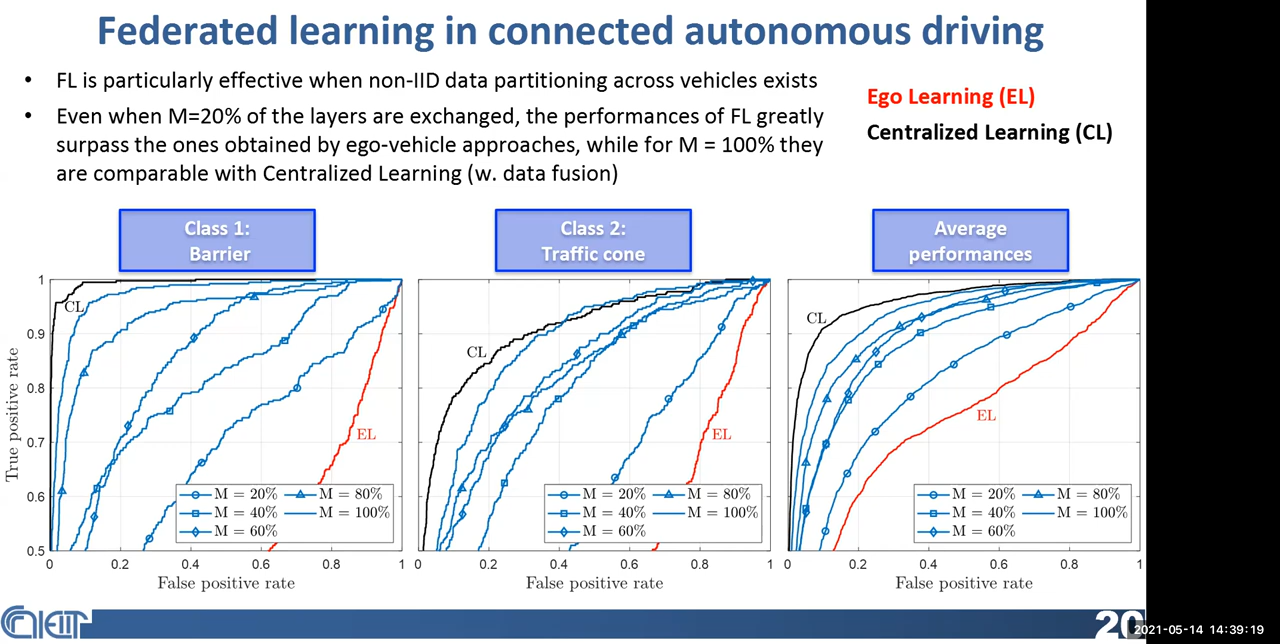 Federated learning in connected autonomous driving
• FL is particularly effective when non-IID data partitioning across vehicles exists
• Even when M=20% of the layers are exchanged, the performances of FL greatly
surpass the ones obtained by ego-vehicle approaches, while for M = 100% they
are comparable with Centralized Learning (w. data fusion)
Ego Learning (EL)
Centralized Learning (CL)
Class 1:
Barrier
True positive rate
1
0.9
0.8
0.7
0.6
0.5
CL
EL
M = 20% M = 80%
M = 40% M = 100%
M = 60%
0 0.2 0.4 0.6 0.8 1
False positive rate
Class 2:
Traffic cone
CL
EL
M = 20% M = 80%
M = 40% M = 100%
M = 60%
0 0.2 0.4 0.6 0.8 1
False positive rate
Average
performances
CL
EL
M = 20% M = 80%
M = 40% M = 100%
M = 60%
0 0.2 0.4 0.6 0.8 1
False positive rate
CNR IEIIT
20
2021-05-14 14:39:19